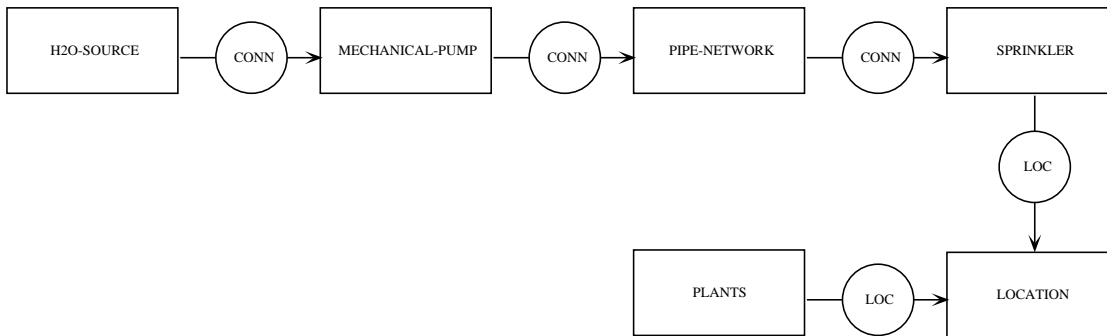 H2O-SOURCE
CONN
MECHANICAL-PUMP
CONN
PIPE-NETWORK
CONN
SPRINKLER
LOC
PLANTS
LOC
LOCATION